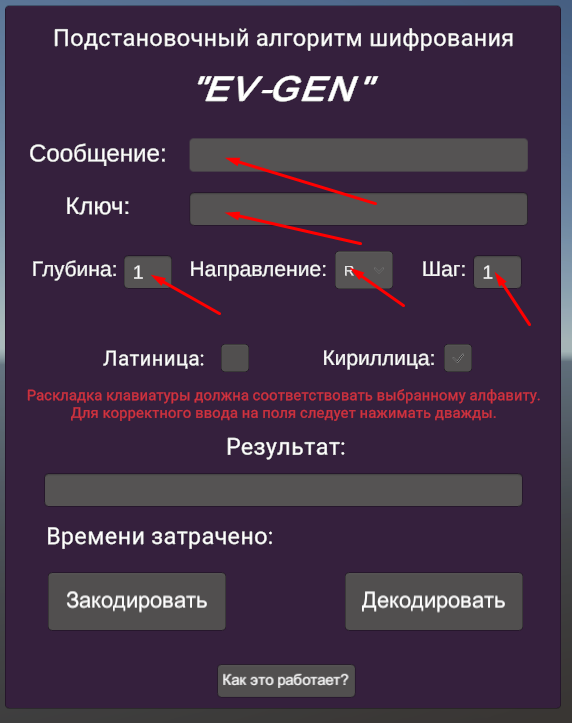 Подстановочный алгоритм шифрования
"EV-GEN"
Сообщение:
Ключ:
Глубина: 1 Направление: R Шаг: 1
Латиница: Кириллица:
Раскладка клавиатуры должна соответствовать выбранному алфавиту.
Для корректного ввода на поля следует нажимать дважды.
Результат:
Времени затрачено:
Закодировать Декодировать
Как это работает?